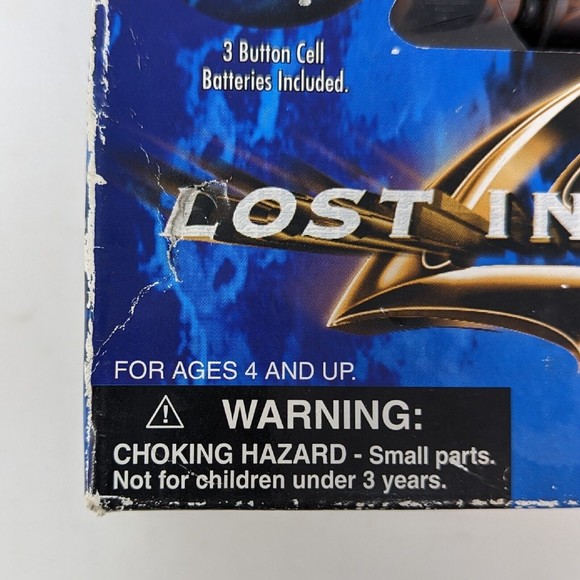 3 Button Cell
Batteries Included.
LOST IN
FOR AGES 4 AND UP.
WARNING:
CHOKING HAZARD - Small parts.
Not for children under 3 years.